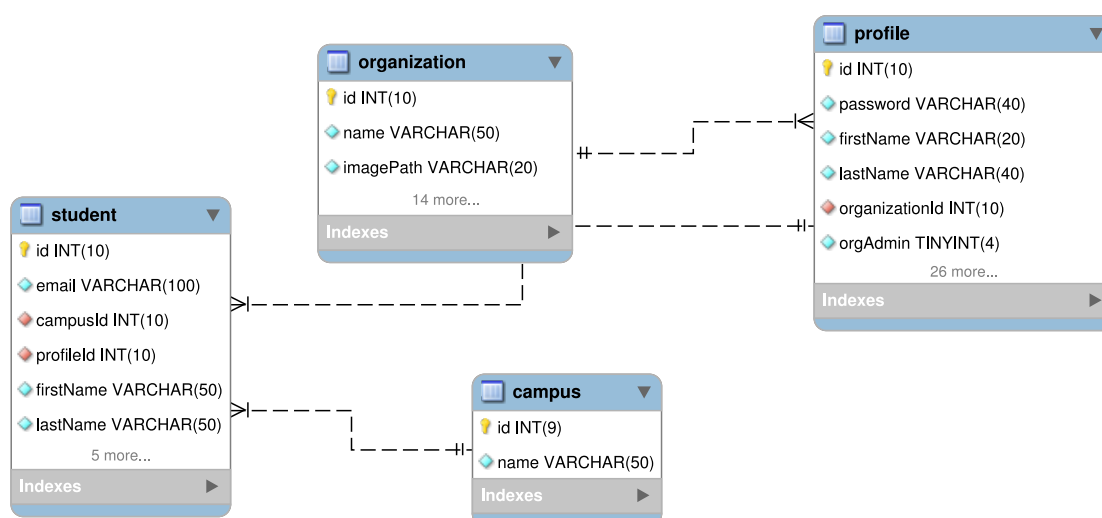 organization
id INT(10)
name VARCHAR(50)
imagePath VARCHAR(20)
14 more...
Indexes
profile
id INT(10)
password VARCHAR(40)
firstName VARCHAR(20)
lastName VARCHAR(40)
organizationId INT(10)
orgAdmin TINYINT(4)
26 more...
Indexes
student
id INT(10)
email VARCHAR(100)
campusId INT(10)
profileId INT(10)
firstName VARCHAR(50)
lastName VARCHAR(50)
5 more...
Indexes
campus
id INT(9)
name VARCHAR(50)
Indexes